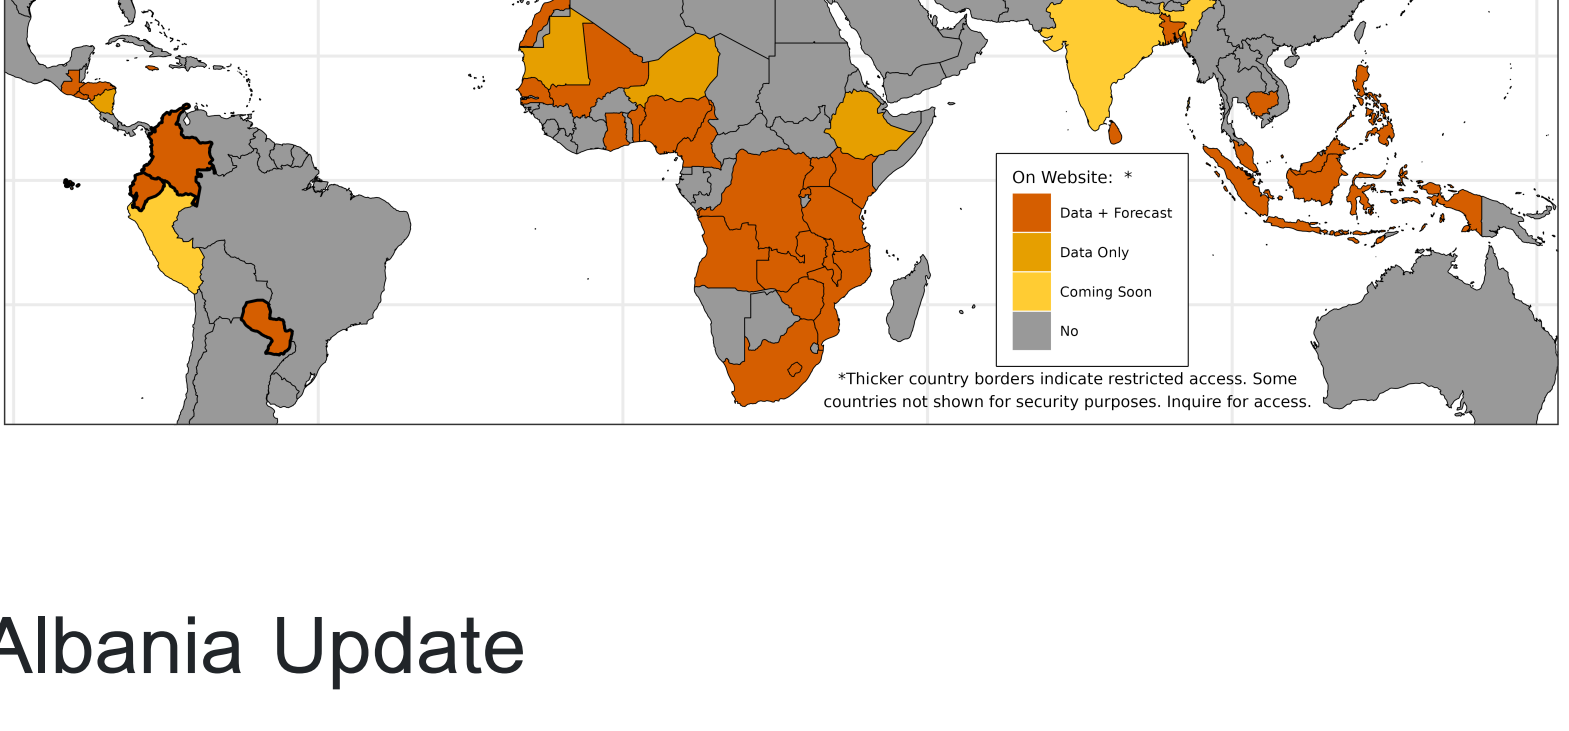 On Website: *
Data + Forecast
Data Only
Coming Soon
No
*Thicker country borders indicate restricted access. Some
countries not shown for security purposes. Inquire for access.
Albania Update